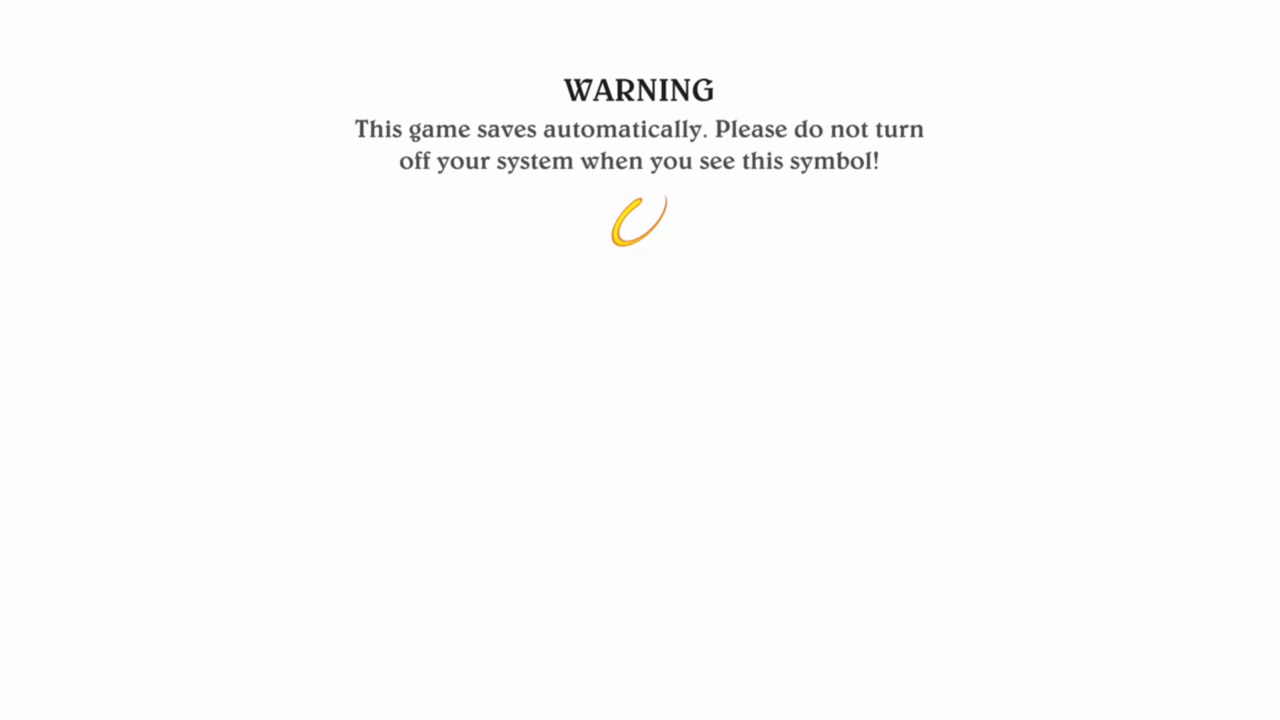 WARNING
This game saves automatically. Please do not turn
off your system when you see this symbol!